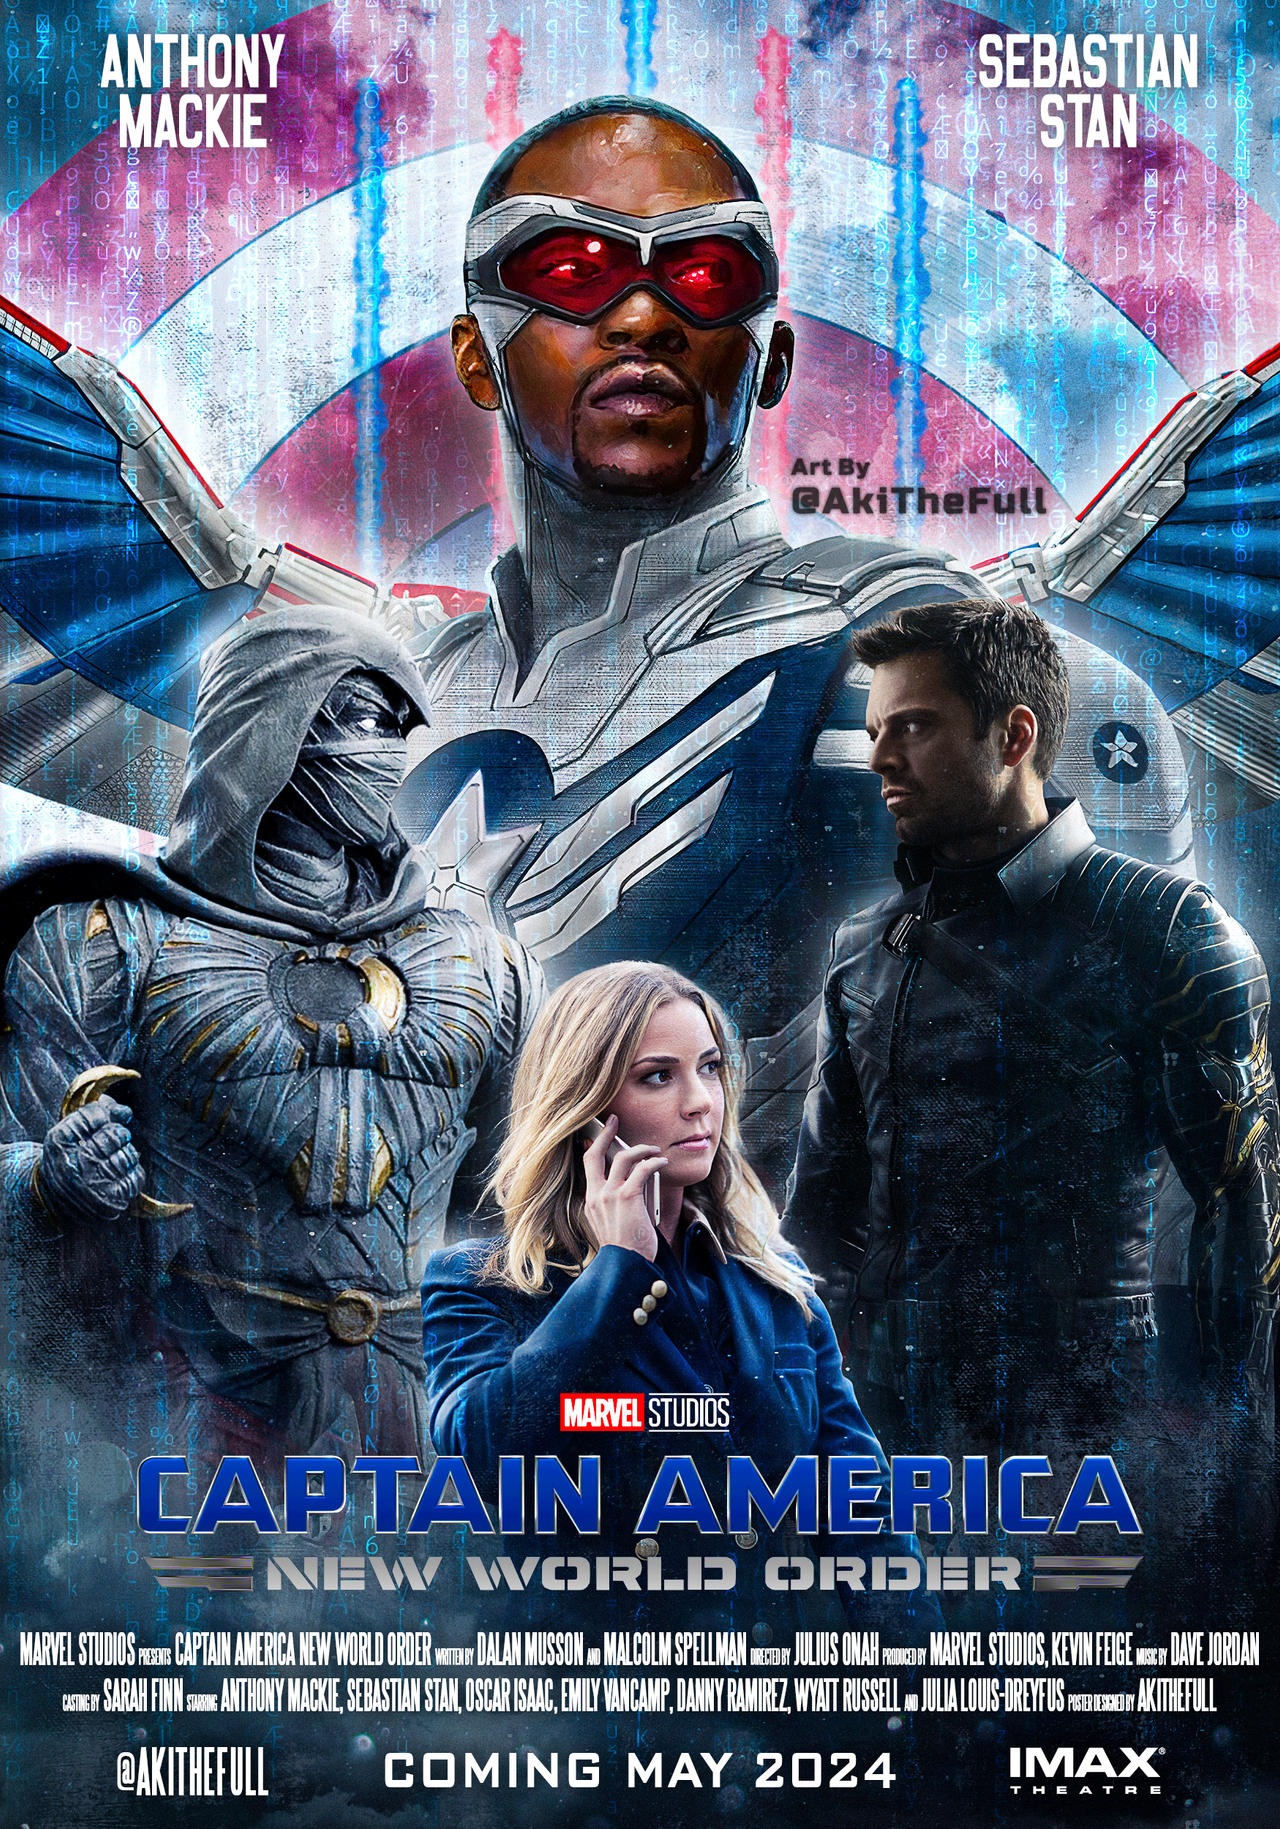 ANTHONY
MACKIE
SEBASTIAN
STAN
Art By
@AkiTheFull
MARVEL STUDIOS
CAPTAIN AMERICA
NEW WORLD ORDER
MARVEL STUDIOS PRESENTS CAPTAIN AMERICA NEW WORLD ORDER WRITTEN BY DALAN MUSSON AND MALCOLM SPELLMAN DIRECTED BY JULIUS ONAH PRODUCED BY MARVEL STUDIOS, KEVIN FEIGE MUSIC BY DAVE JORDAN
CASTING BY SARAH FINN STARRING ANTHONY MACKIE, SEBASTIAN STAN, OSCAR ISAAC, EMILY VANCAMP, DANNY RAMIREZ, WYATT RUSSELL AND JULIA LOUIS-DREYFUS POSTER DESIGNED BY AKITHEFULL
@AKITHEFULL
COMING MAY 2024
IMAX®
THEATRE